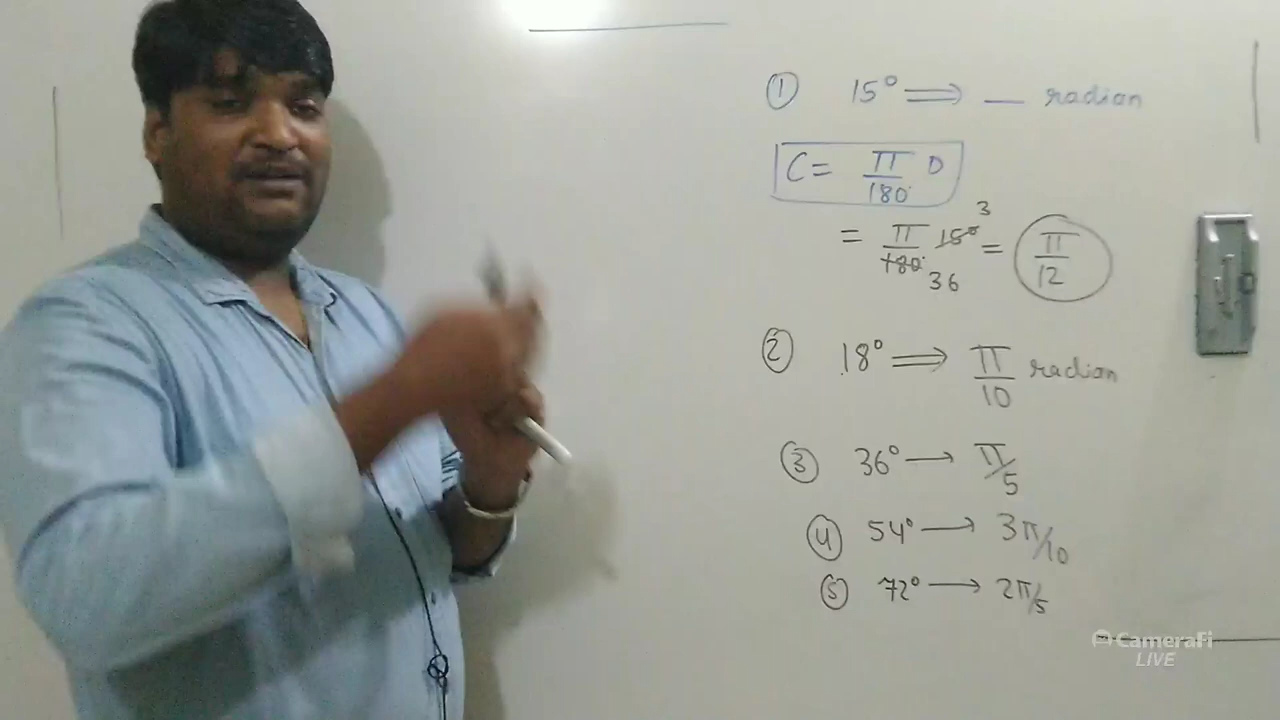 ① 15° ⟹ __ radian
C = π/180 D
= π/180 15° 3 36 = π/12
② 18° ⟹ π/10 radian
③ 36° → π/5
④ 54° → 3π/10
⑤ 72° → 2π/5
CameraFi
LIVE